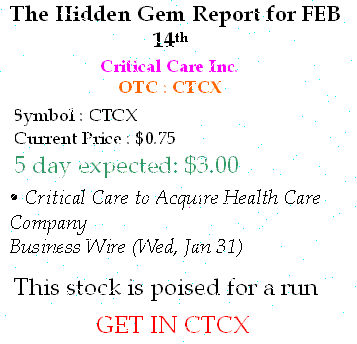 The Hidden Gem Report for FEB
14th
Critical Care Inc.
OTC : CTCX
Symbol : CTCX
Current Price : $0.75
5 day expected: $3.00
• Critical Care to Acquire Health Care
Company
Business Wire (Wed, Jan 31)
This stock is poised for a run
GET IN CTCX